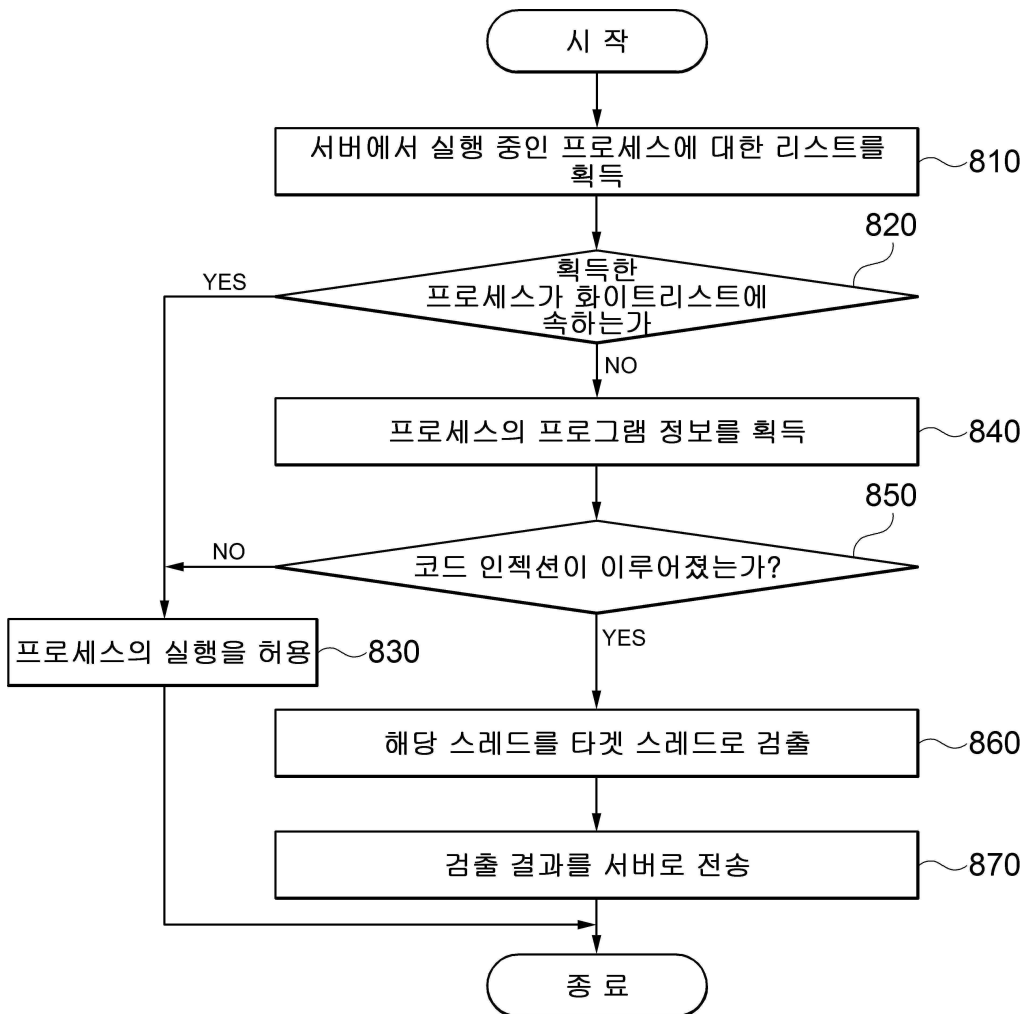 시 작
서버에서 실행 중인 프로세스에 대한 리스트를
획득
810
820
획득한
프로세스가 화이트리스트에
속하는가
YES
NO
프로세스의 프로그램 정보를 획득
840
850
코드 인젝션이 이루어졌는가?
NO
YES
프로세스의 실행을 허용
830
해당 스레드를 타겟 스레드로 검출
860
검출 결과를 서버로 전송
870
종 료